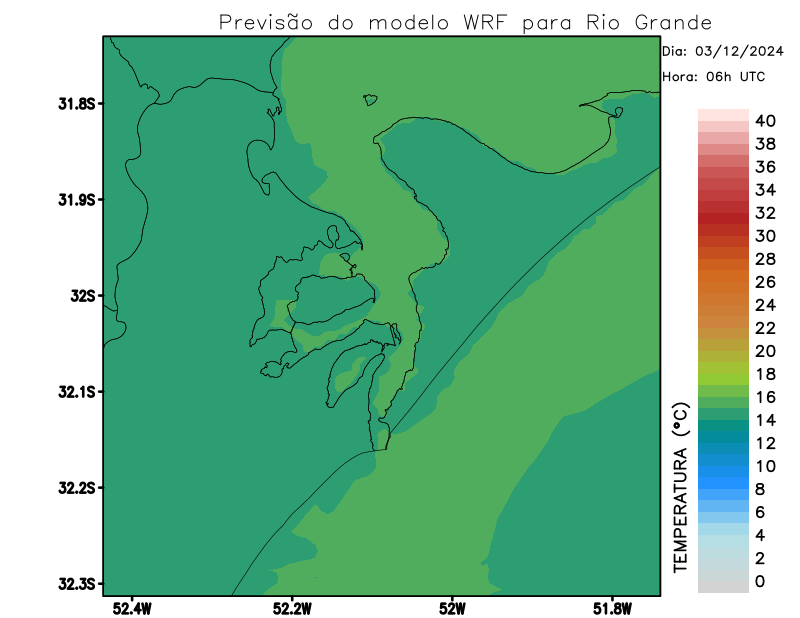 Previsão do modelo WRF para Rio Grande
Dia: 03/12/2024
Hora: 06h UTC
31.8S
31.9S
32S
32.1S
32.2S
32.3S
52.4W
52.2W
52W
51.8W
TEMPERATURA (°C)
40
38
36
34
32
30
28
26
24
22
20
18
16
14
12
10
8
6
4
2
0